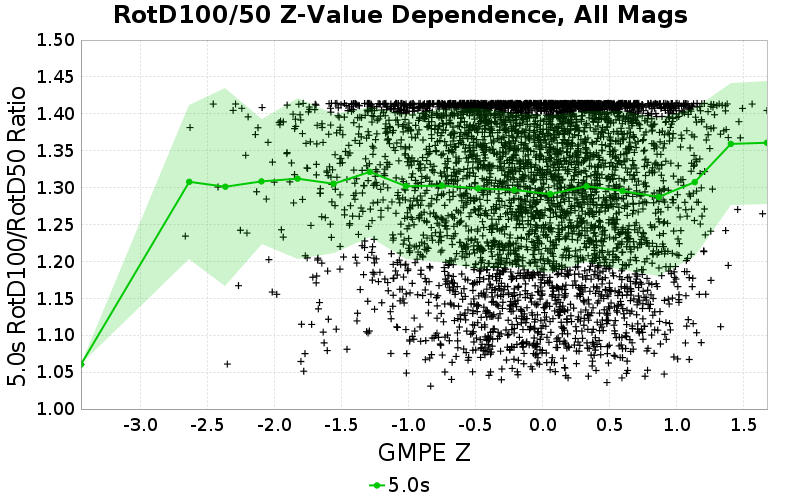 RotD100/50 Z-Value Dependence, All Mags
5.0s RotD100/RotD50 Ratio
1.50
1.45
1.40
1.35
1.30
1.25
1.20
1.15
1.10
1.05
1.00
-3.0 -2.5 -2.0 -1.5 -1.0 -0.5 0.0 0.5 1.0 1.5
GMPE Z
5.0s